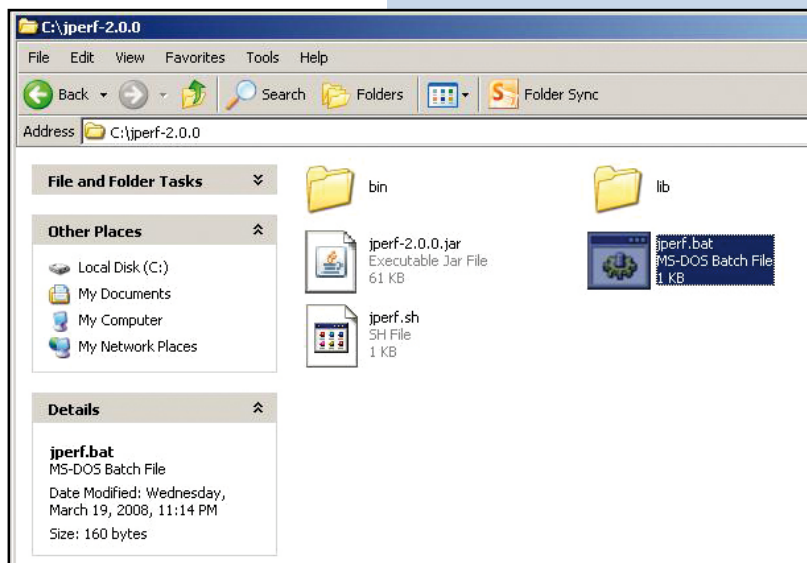 C:\jperf-2.0.0
File Edit View Favorites Tools Help
Back Search Folders Folder Sync
Address C:\jperf-2.0.0
File and Folder Tasks
Other Places
Local Disk (C:)
My Documents
My Computer
My Network Places
Details
jperf.bat
MS-DOS Batch File
Date Modified: Wednesday,
March 19, 2008, 11:14 PM
Size: 160 bytes
bin
lib
jperf-2.0.0.jar
Executable Jar File
61 KB
jperf.bat
MS-DOS Batch File
1 KB
jperf.sh
SH File
1 KB